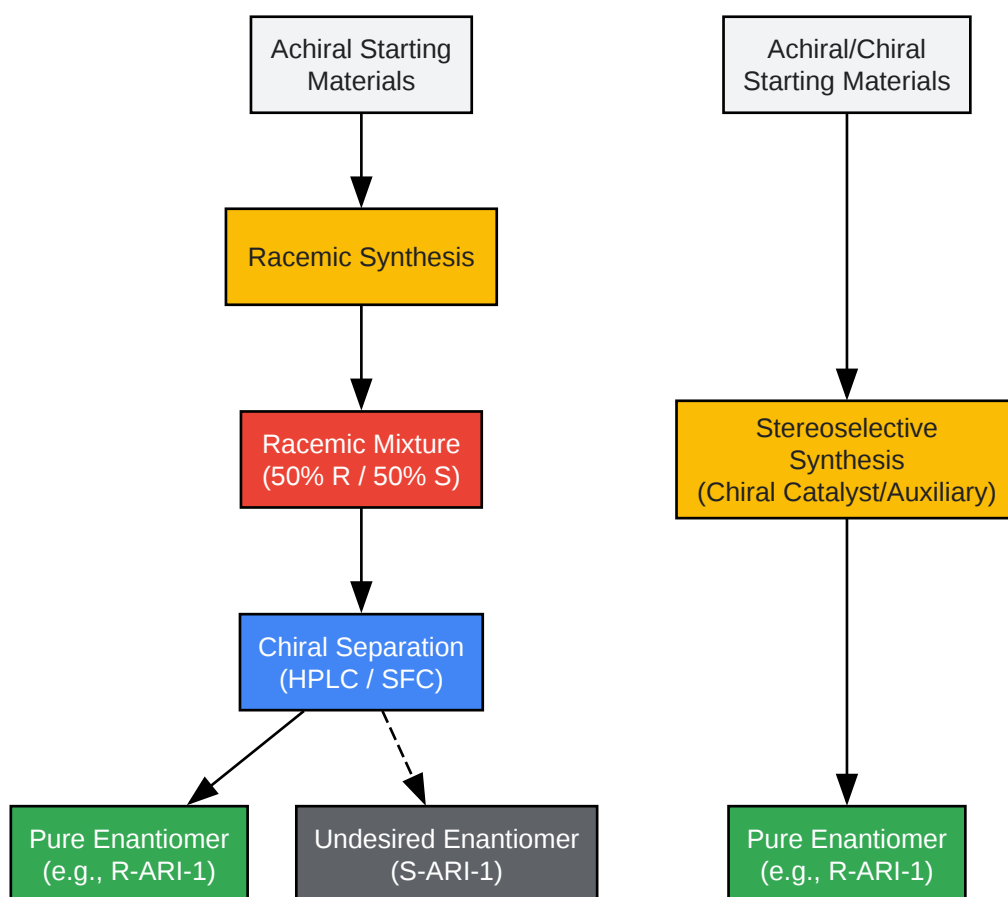 Achiral Starting
Materials
Racemic Synthesis
Racemic Mixture
(50% R / 50% S)
Chiral Separation
(HPLC / SFC)
Pure Enantiomer
(e.g., R-ARI-1)
Undesired Enantiomer
(S-ARI-1)
Achiral/Chiral
Starting Materials
Stereoselective
Synthesis
(Chiral Catalyst/Auxiliary)
Pure Enantiomer
(e.g., R-ARI-1)